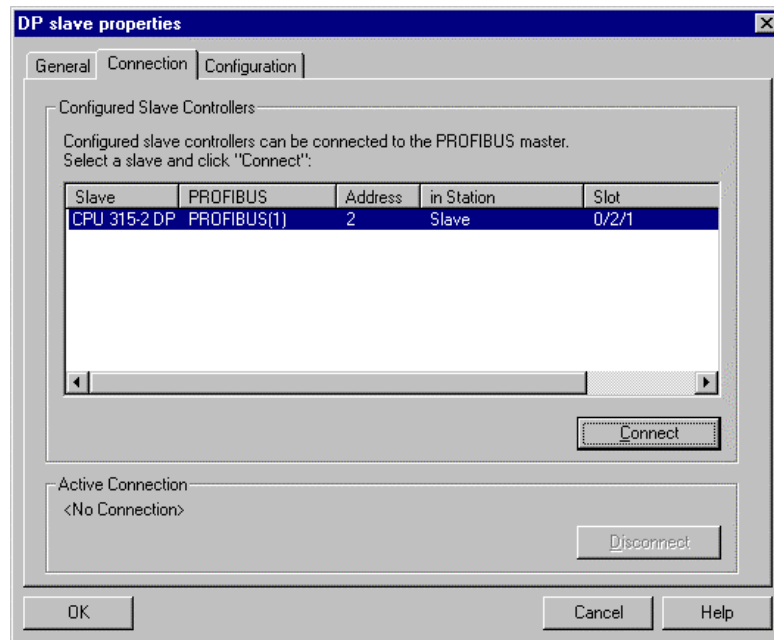 DP slave properties
General Connection Configuration
Configured Slave Controllers
Configured slave controllers can be connected to the PROFIBUS master.
Select a slave and click "Connect":
Slave PROFIBUS Address in Station Slot
CPU 315-2 DP PROFIBUS(1) 2 Slave 0/2/1
Connect
Active Connection
<No Connection>
Disconnect
OK Cancel Help